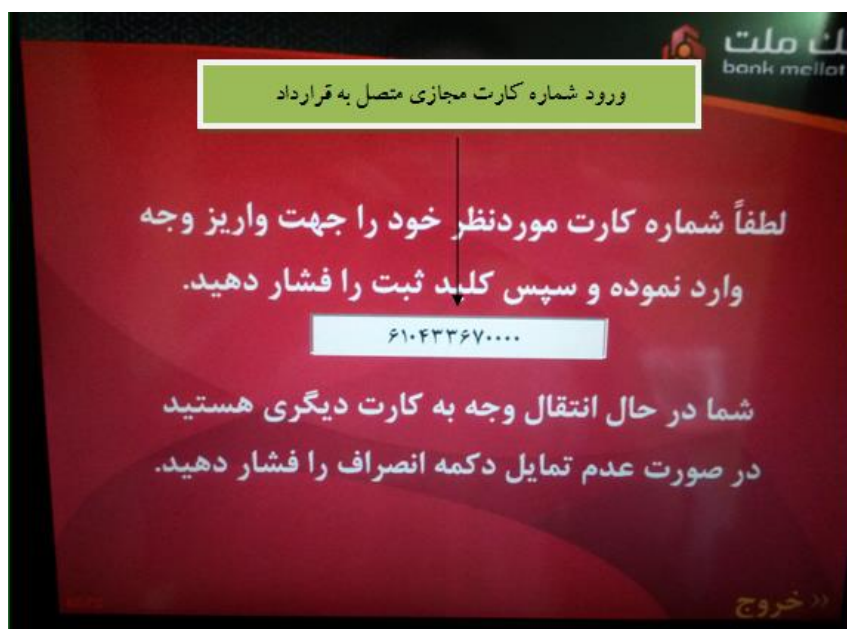 بانک ملت
bank mellat
ورود شماره کارت مجازی متصل به قرارداد
لطفاً شماره کارت موردنظر خود را جهت واریز وجه
وارد نموده و سپس کلید ثبت را فشار دهید.
۶۱۰۴۳۳۶۷۰۰۰۰
شما در حال انتقال وجه به کارت دیگری هستید
در صورت عدم تمایل دکمه انصراف را فشار دهید.
>> خروج